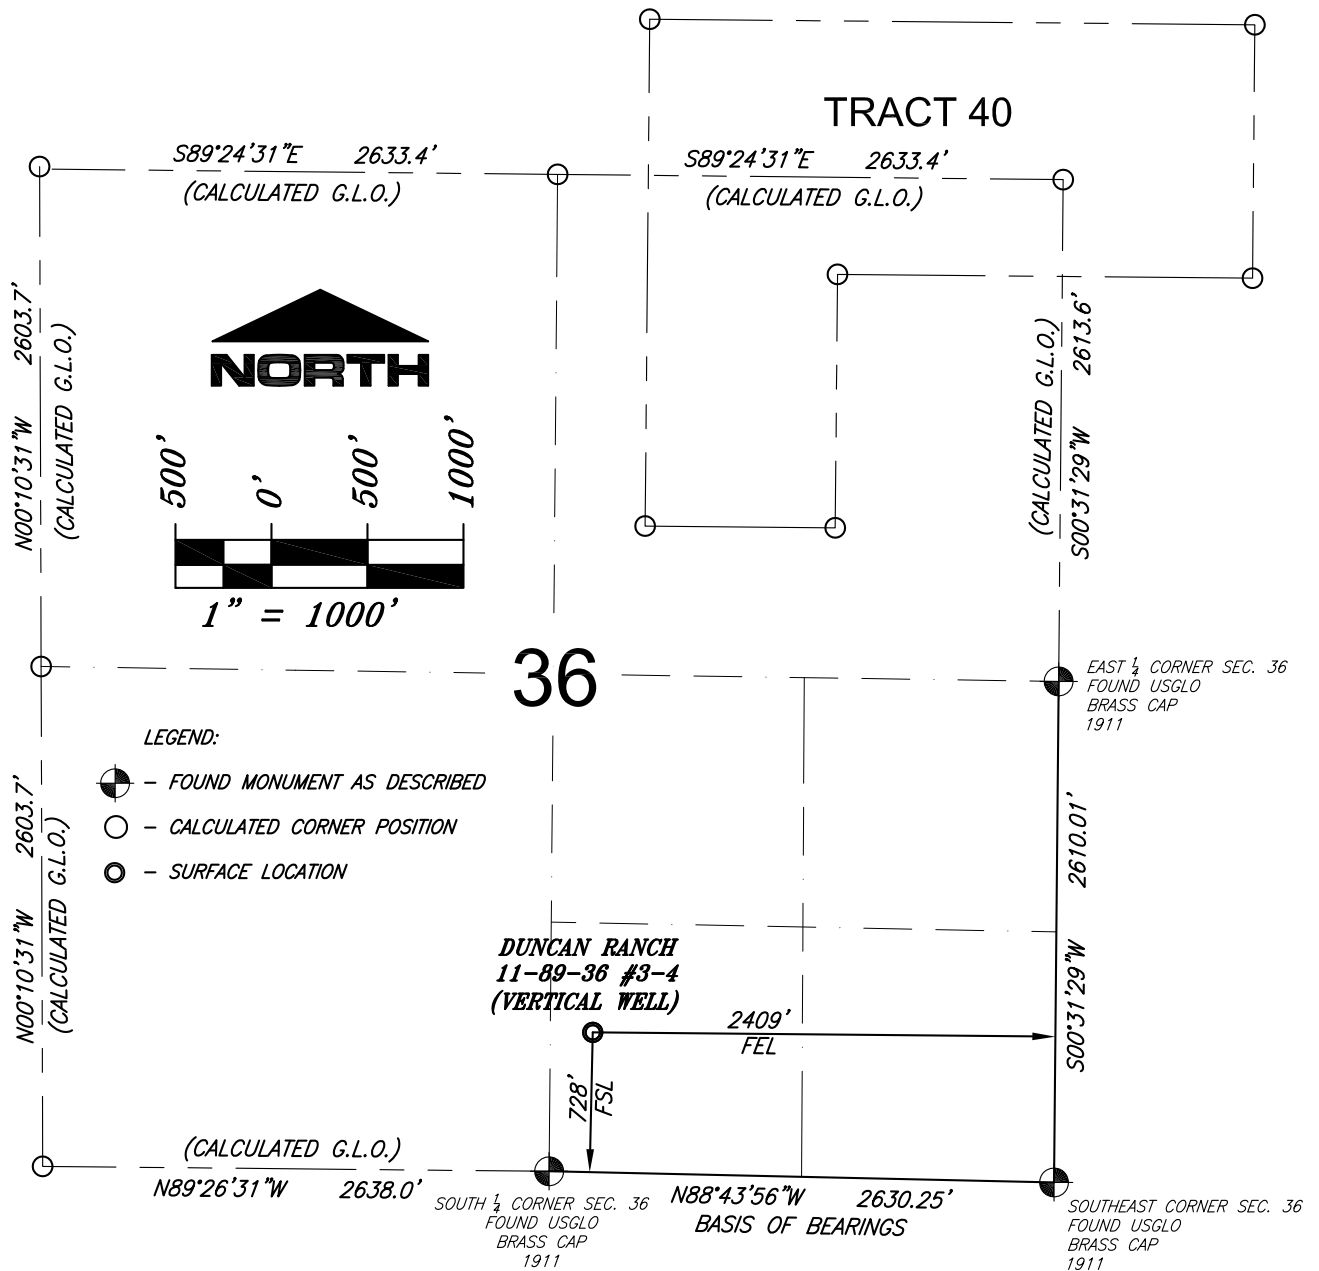 TRACT 40
S89°24'31"E 2633.4'
(CALCULATED G.L.O.)
S89°24'31"E 2633.4'
(CALCULATED G.L.O.)
N00°10'31"W 2603.7'
(CALCULATED G.L.O.)
NORTH
500' 0' 500' 1000'
1" = 1000'
(CALCULATED G.L.O.)
S00°31'29"W 2613.6'
36
EAST 1/4 CORNER SEC. 36
FOUND USGLO
BRASS CAP
1911
LEGEND:
- FOUND MONUMENT AS DESCRIBED
- CALCULATED CORNER POSITION
- SURFACE LOCATION
N00°10'31"W 2603.7'
(CALCULATED G.L.O.)
S00°31'29"W 2610.01'
DUNCAN RANCH
11-89-36 #3-4
(VERTICAL WELL)
2409'
FEL
728'
FSL
(CALCULATED G.L.O.)
N89°26'31"W 2638.0'
SOUTH 1/4 CORNER SEC. 36
FOUND USGLO
BRASS CAP
1911
N88°43'56"W 2630.25'
BASIS OF BEARINGS
SOUTHEAST CORNER SEC. 36
FOUND USGLO
BRASS CAP
1911